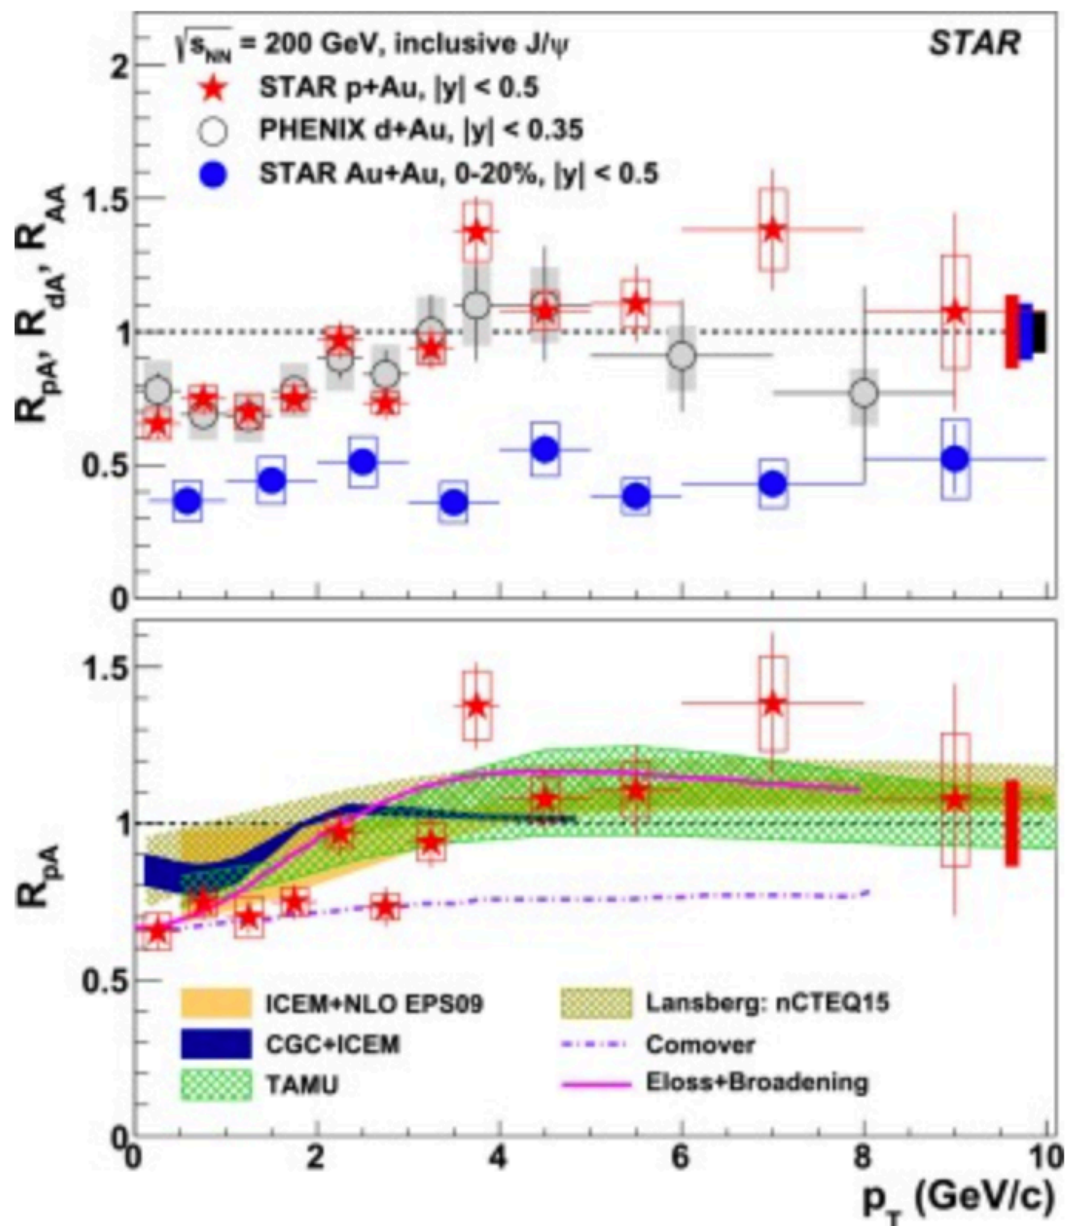 √s_NN = 200 GeV, inclusive J/ψ
STAR
STAR p+Au, |y| < 0.5
PHENIX d+Au, |y| < 0.35
STAR Au+Au, 0-20%, |y| < 0.5
R_pA, R_dA, R_AA
2
1.5
1
0.5
0
R_pA
1.5
1
0.5
0
ICEM+NLO EPS09
CGC+ICEM
TAMU
Lansberg: nCTEQ15
Comover
Eloss+Broadening
0 2 4 6 8 10
p_T (GeV/c)